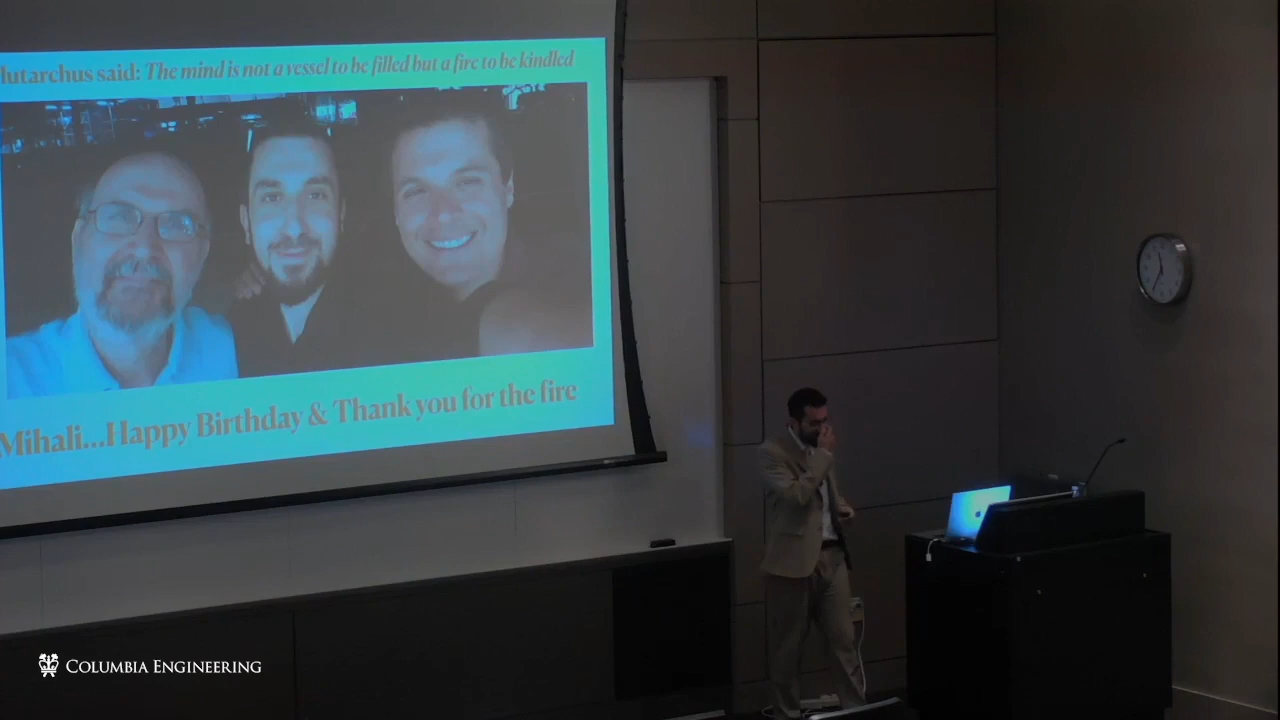 lutarchus said: The mind is not a vessel to be filled but a fire to be kindled
Mihali...Happy Birthday & Thank you for the fire
COLUMBIA ENGINEERING